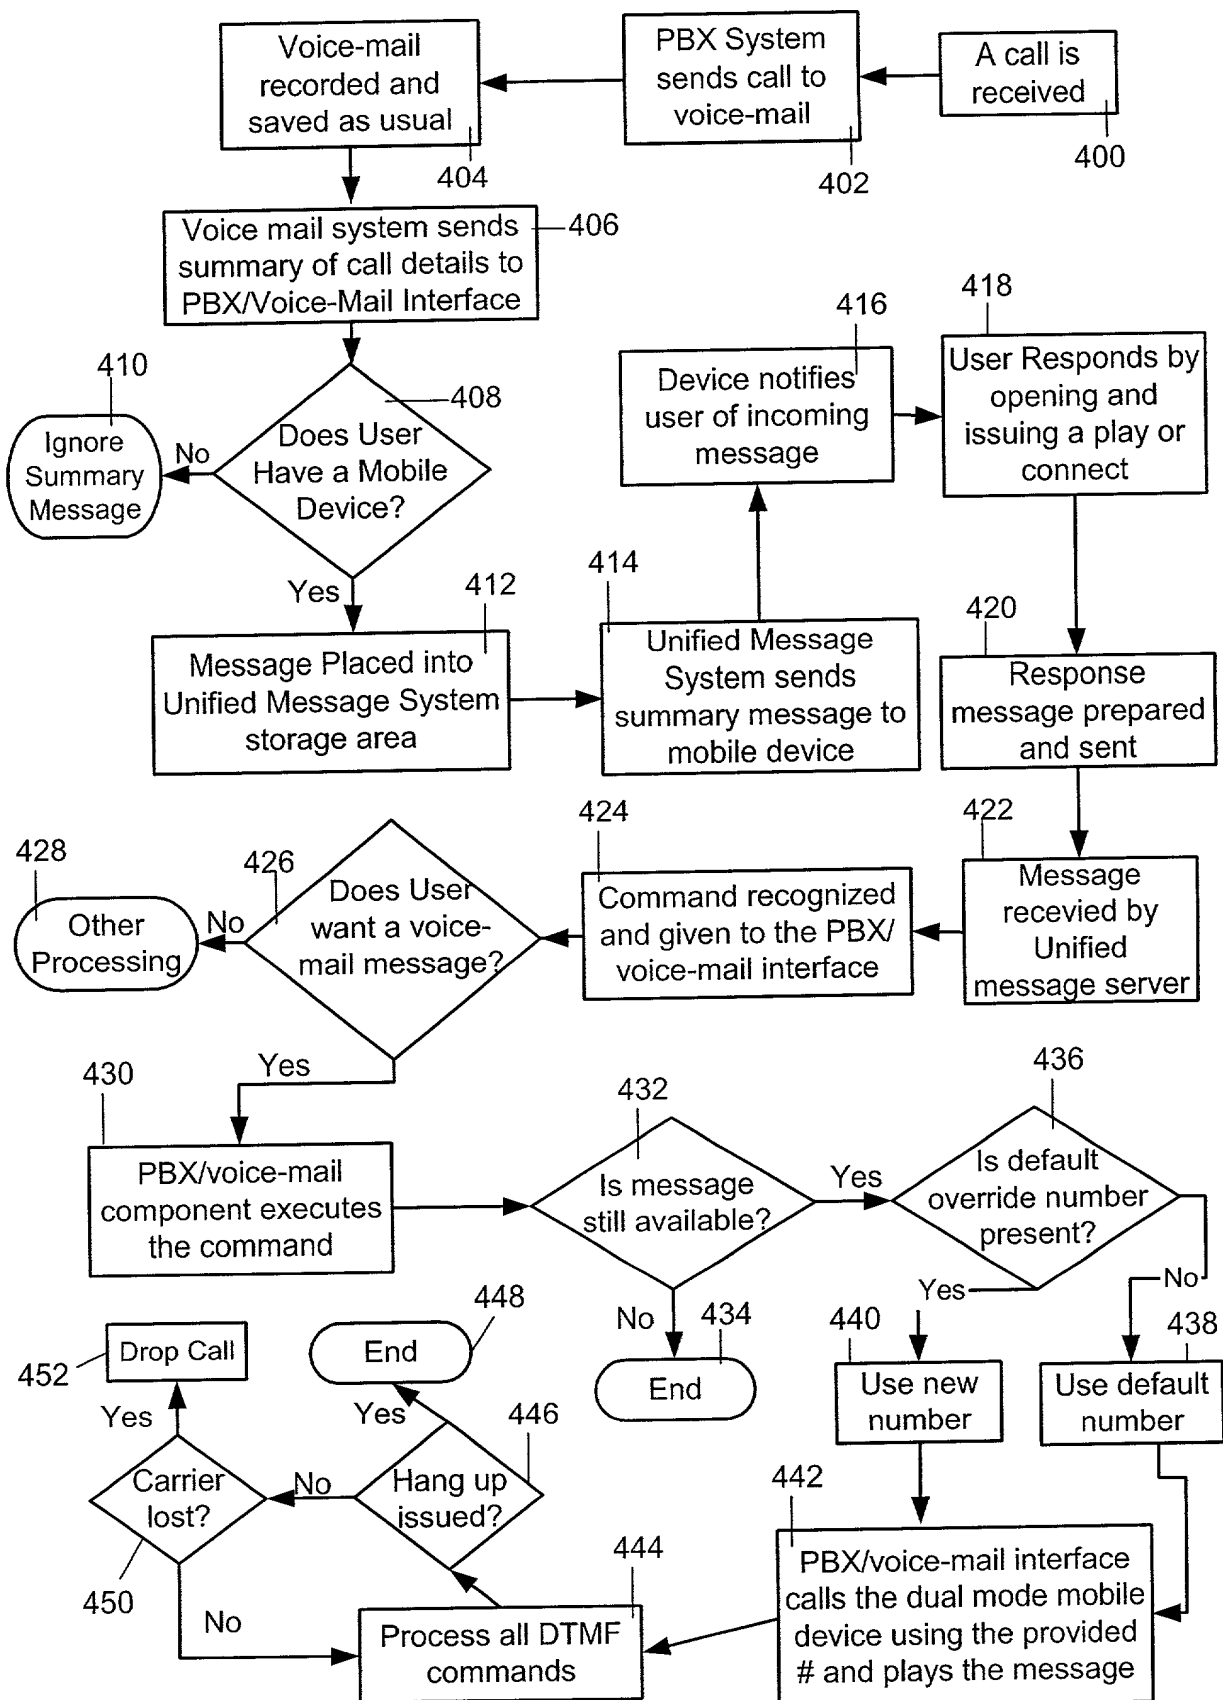 A call is
received
400
PBX System
sends call to
voice-mail
402
Voice-mail
recorded and
saved as usual
404
Voice mail system sends
summary of call details to
PBX/Voice-Mail Interface
406
Does User
Have a Mobile
Device?
408
No
Ignore
Summary
Message
410
Yes
Message Placed into
Unified Message System
storage area
412
Unified Message
System sends
summary message to
mobile device
414
Device notifies
user of incoming
message
416
User Responds by
opening and
issuing a play or
connect
418
Response
message prepared
and sent
420
Message
recevied by
Unified
message server
422
Command recognized
and given to the PBX/
voice-mail interface
424
Does User
want a voice-
mail message?
426
No
Other
Processing
428
Yes
PBX/voice-mail
component executes
the command
430
Is message
still available?
432
No
End
434
Yes
Is default
override number
present?
436
No
Use default
number
438
Yes
Use new
number
440
PBX/voice-mail interface
calls the dual mode mobile
device using the provided
# and plays the message
442
Process all DTMF
commands
444
Hang up
issued?
446
Yes
End
448
No
Carrier
lost?
450
Yes
Drop Call
452
No